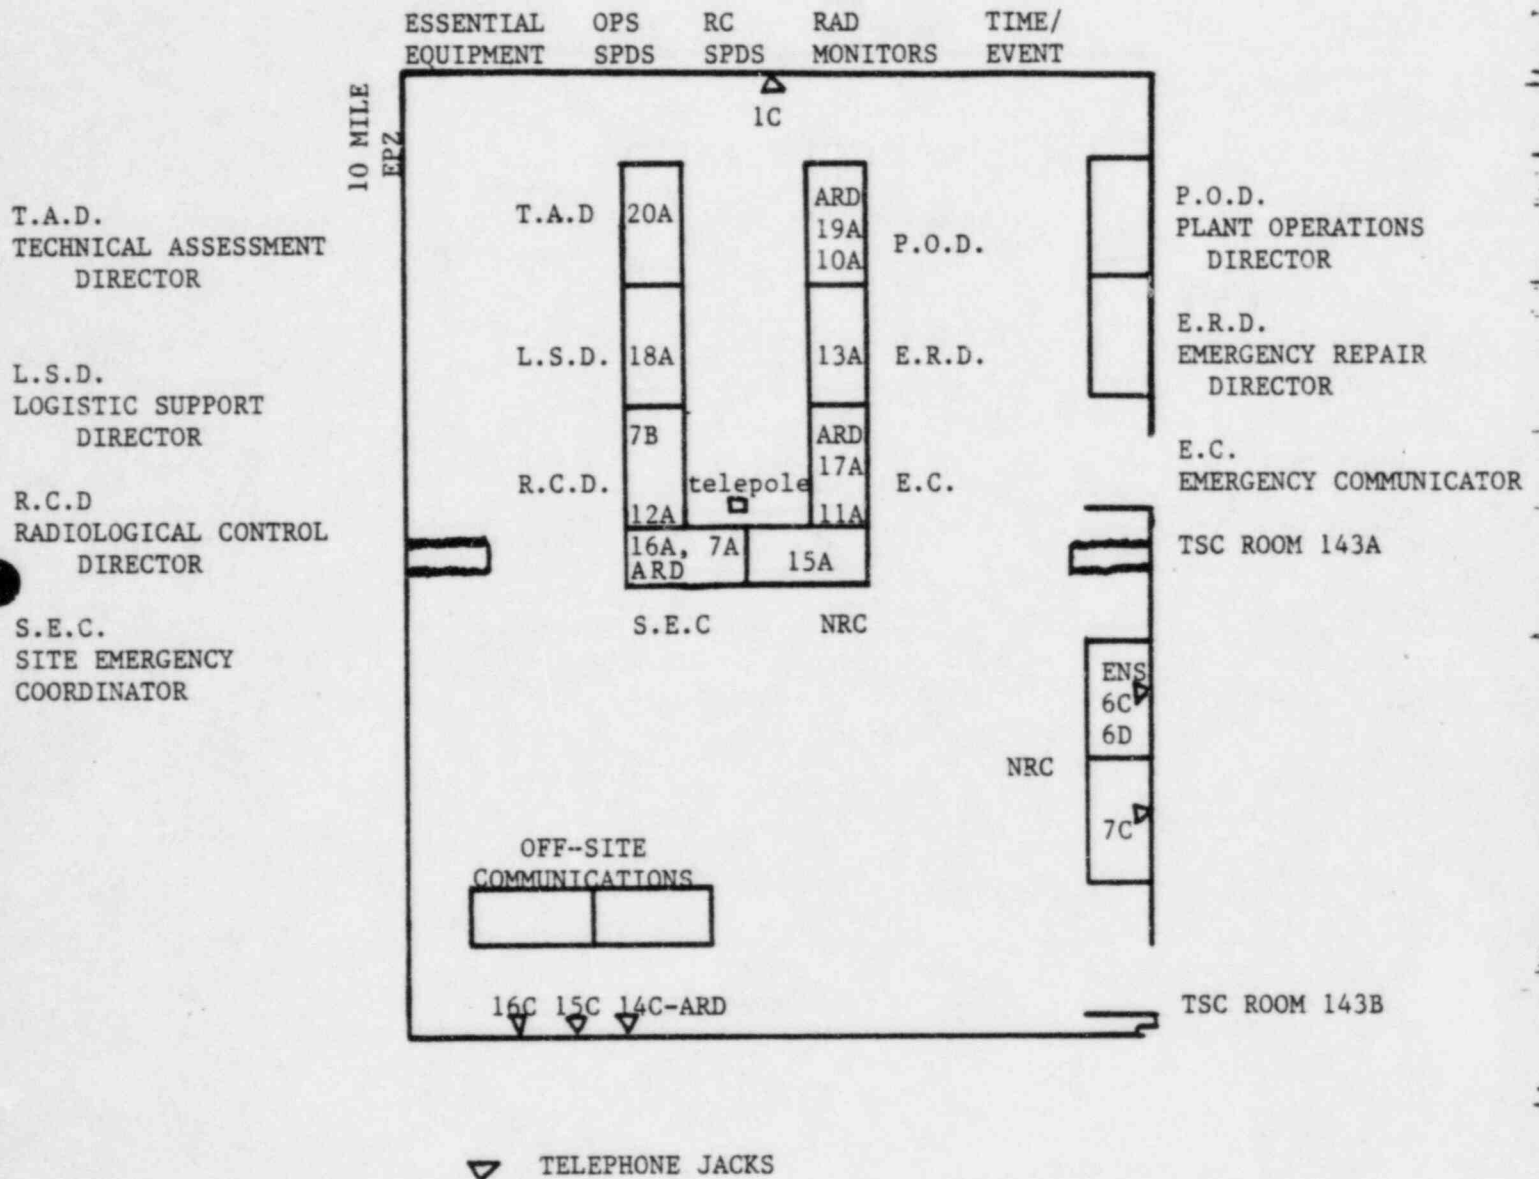 ESSENTIAL EQUIPMENT
OPS SPDS
RC SPDS
RAD MONITORS
TIME/ EVENT
10 MILE
EPZ
1C
T.A.D.
TECHNICAL ASSESSMENT
DIRECTOR
L.S.D.
LOGISTIC SUPPORT
DIRECTOR
R.C.D
RADIOLOGICAL CONTROL
DIRECTOR
S.E.C.
SITE EMERGENCY
COORDINATOR
T.A.D
20A
L.S.D.
18A
R.C.D.
7B
12A
telepole
16A, 7A
ARD
15A
ARD
19A
10A
P.O.D.
13A
E.R.D.
ARD
17A
11A
E.C.
S.E.C
NRC
P.O.D.
PLANT OPERATIONS
DIRECTOR
E.R.D.
EMERGENCY REPAIR
DIRECTOR
E.C.
EMERGENCY COMMUNICATOR
TSC ROOM 143A
ENS
6C
6D
NRC
7C
OFF-SITE
COMMUNICATIONS
16C 15C 14C-ARD
TSC ROOM 143B
TELEPHONE JACKS